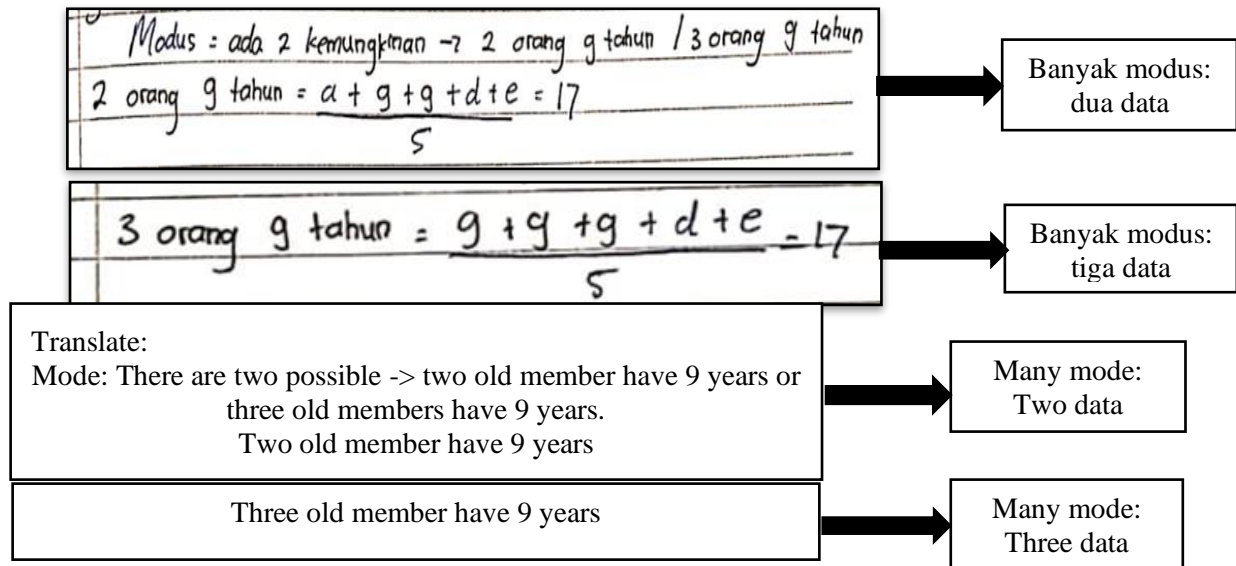 Modus : ada 2 kemungkinan -> 2 orang 9 tahun / 3 orang 9 tahun
2 orang 9 tahun = a + 9 + 9 + d + e = 17
5
Banyak modus:
dua data
3 orang 9 tahun = 9 + 9 + 9 + d + e = 17
5
Banyak modus:
tiga data
Translate:
Mode: There are two possible -> two old member have 9 years or
three old members have 9 years.
Two old member have 9 years
Many mode:
Two data
Three old member have 9 years
Many mode:
Three data